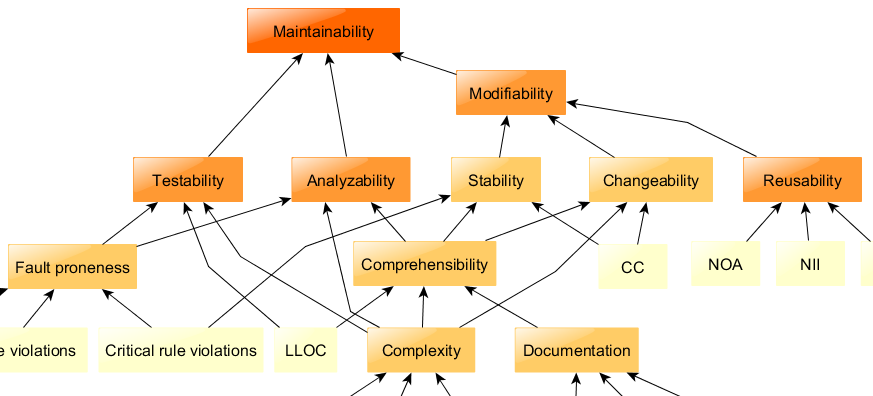 Maintainability
Modifiability
Testability
Analyzability
Stability
Changeability
Reusability
Fault proneness
Comprehensibility
CC
NOA
NII
e violations
Critical rule violations
LLOC
Complexity
Documentation